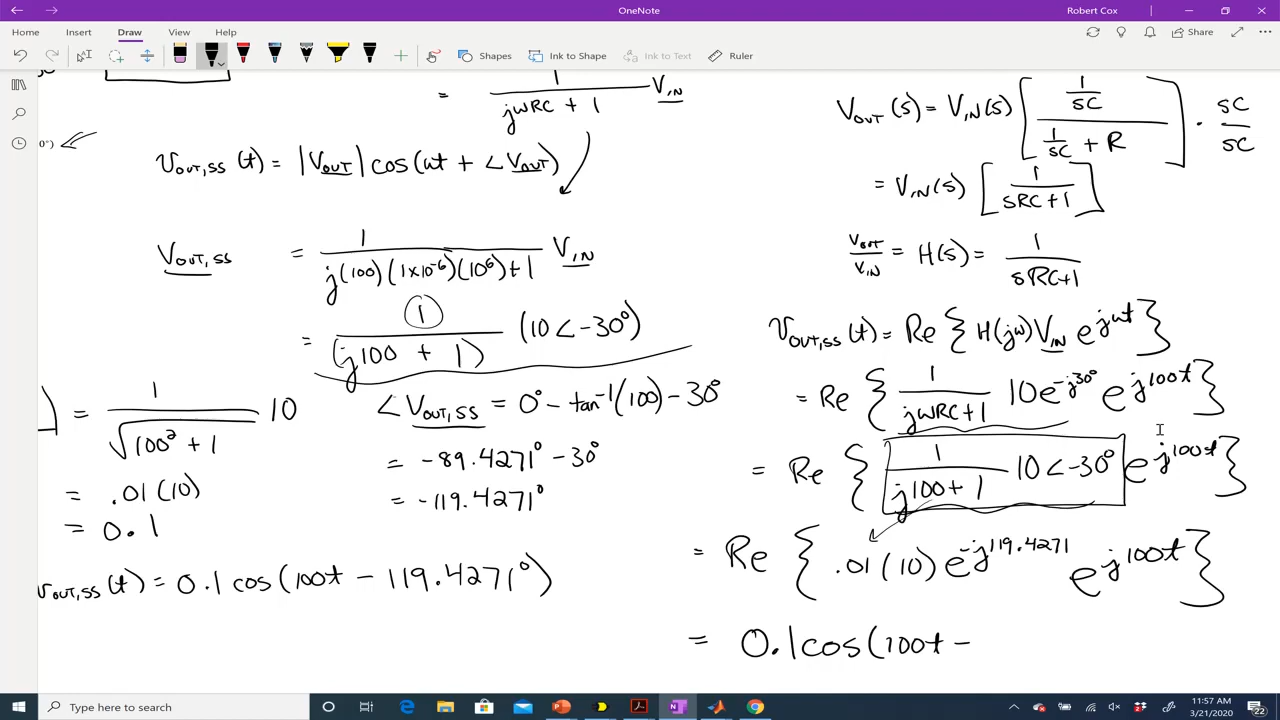 OneNote
Robert Cox
Home Insert Draw View Help
Share
Shapes Ink to Shape Ink to Text Ruler
= 1 / (jωRC + 1) V_IN
0°)
v_OUT,SS (t) = |V_OUT| cos(ωt + ∠V_OUT)
V_OUT,SS = 1 / (j(100)(1x10^-6)(10^6)+1) V_IN
= 1 / (j100 + 1) (10 ∠-30°)
= 1 / √(100² + 1) 10
= .01(10)
= 0.1
∠V_OUT,SS = 0° - tan^-1(100) - 30°
= -89.4271° - 30°
= -119.4271°
v_OUT,SS (t) = 0.1 cos(100t - 119.4271°)
V_OUT (s) = V_IN(s) [ (1/sC) / (1/sC + R) ] · sC/sC
= V_IN(s) [ 1 / (sRC+1) ]
V_OUT / V_IN = H(s) = 1 / (sRC+1)
v_OUT,SS (t) = Re { H(jω) V_IN e^jωt }
= Re { 1 / (jωRC+1) 10e^-j30° e^j100t }
= Re { 1 / (j100+1) 10 ∠-30° e^j100t }
= Re { .01(10) e^-j119.4271 e^j100t }
= 0.1cos(100t -
Type here to search
11:57 AM
3/21/2020
22